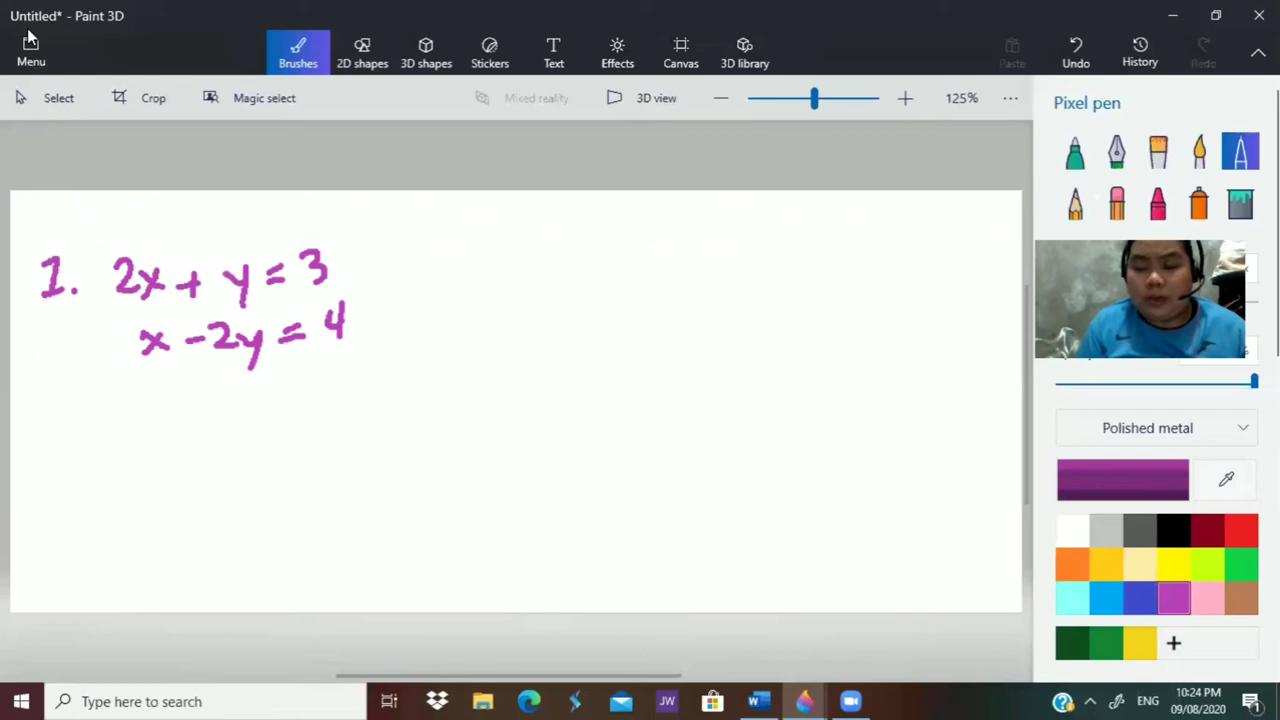 Untitled* - Paint 3D
Menu
Brushes
2D shapes
3D shapes
Stickers
Text
Effects
Canvas
3D library
Paste
Undo
History
Redo
Select
Crop
Magic select
Mixed reality
3D view
125%
Pixel pen
1. 2x + y = 3
x - 2y = 4
Polished metal
Type here to search
JW
ENG
10:24 PM
09/08/2020
1